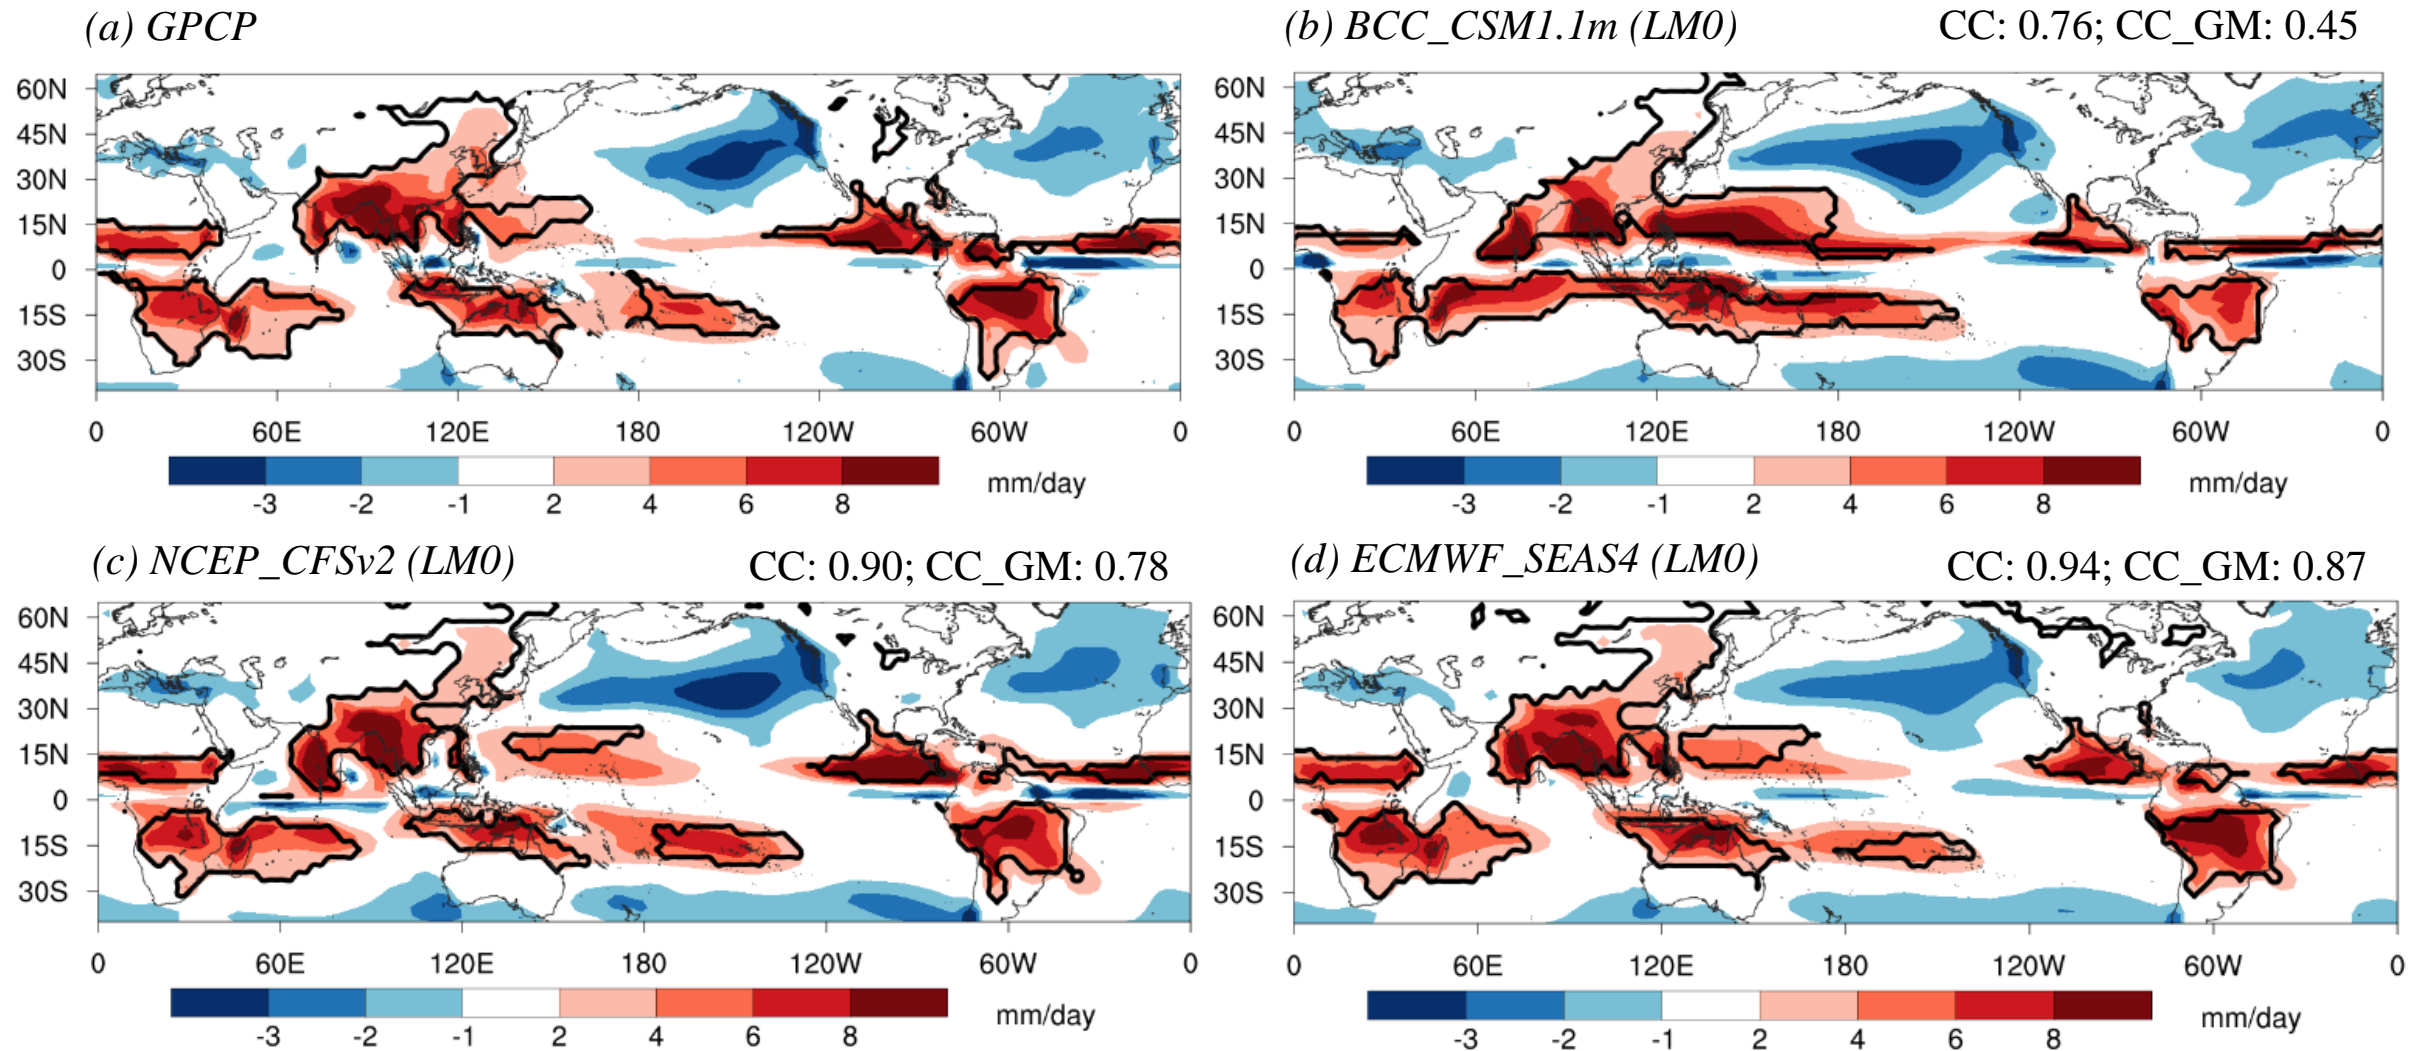 (a) GPCP
60N
45N
30N
15N
0
15S
30S
0 60E 120E 180 120W 60W 0
-3 -2 -1 2 4 6 8 mm/day
(b) BCC_CSM1.1m (LM0) CC: 0.76; CC_GM: 0.45
60N
45N
30N
15N
0
15S
30S
0 60E 120E 180 120W 60W 0
-3 -2 -1 2 4 6 8 mm/day
(c) NCEP_CFSv2 (LM0) CC: 0.90; CC_GM: 0.78
60N
45N
30N
15N
0
15S
30S
0 60E 120E 180 120W 60W 0
-3 -2 -1 2 4 6 8 mm/day
(d) ECMWF_SEAS4 (LM0) CC: 0.94; CC_GM: 0.87
60N
45N
30N
15N
0
15S
30S
0 60E 120E 180 120W 60W 0
-3 -2 -1 2 4 6 8 mm/day